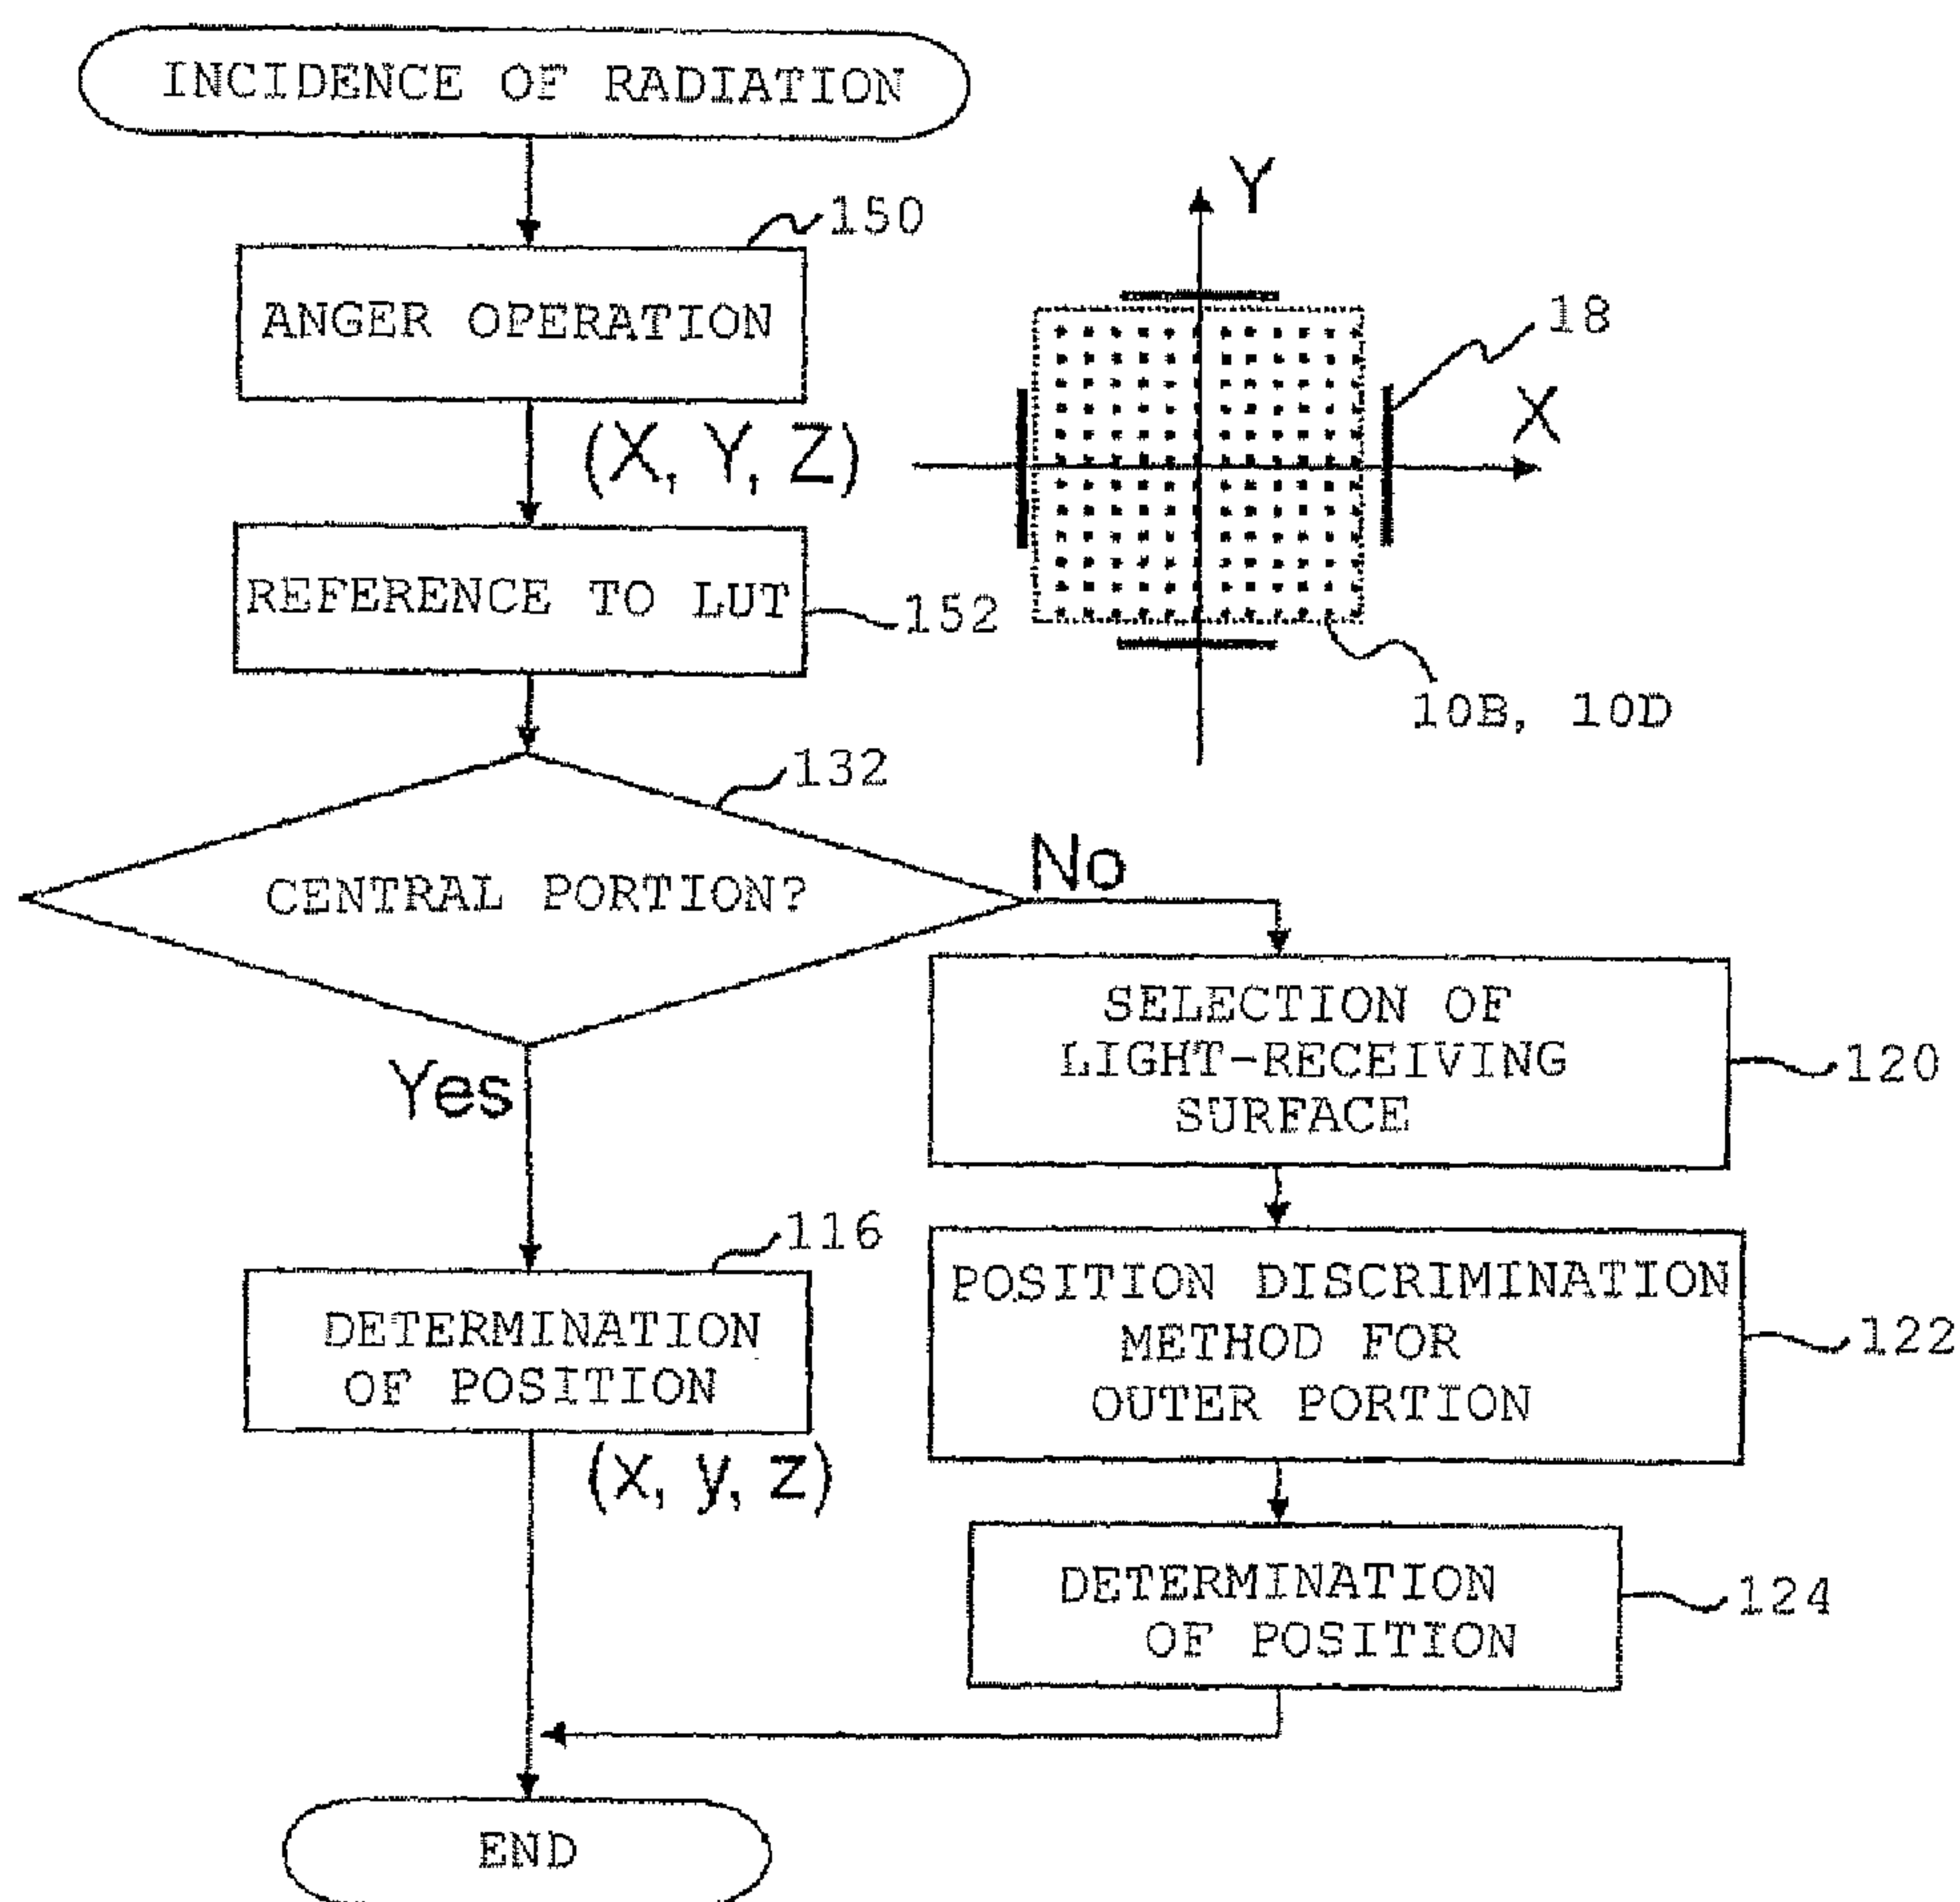 INCIDENCE OF RADIATION
150
ANGER OPERATION
(X, Y, Z)
Y
18
X
10B, 10D
REFERENCE TO LUT
152
132
CENTRAL PORTION?
No
Yes
SELECTION OF
LIGHT-RECEIVING
SURFACE
120
116
DETERMINATION
OF POSITION
(x, y, z)
POSITION DISCRIMINATION
METHOD FOR
OUTER PORTION
122
DETERMINATION
OF POSITION
124
END